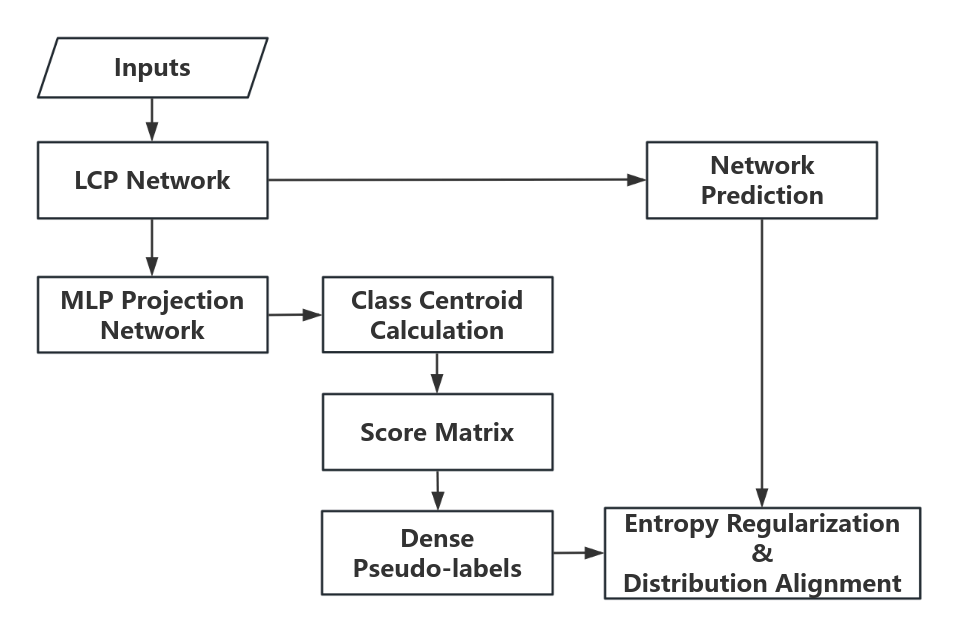 Inputs
LCP Network
Network
Prediction
MLP Projection
Network
Class Centroid
Calculation
Score Matrix
Dense
Pseudo-labels
Entropy Regularization
&
Distribution Alignment